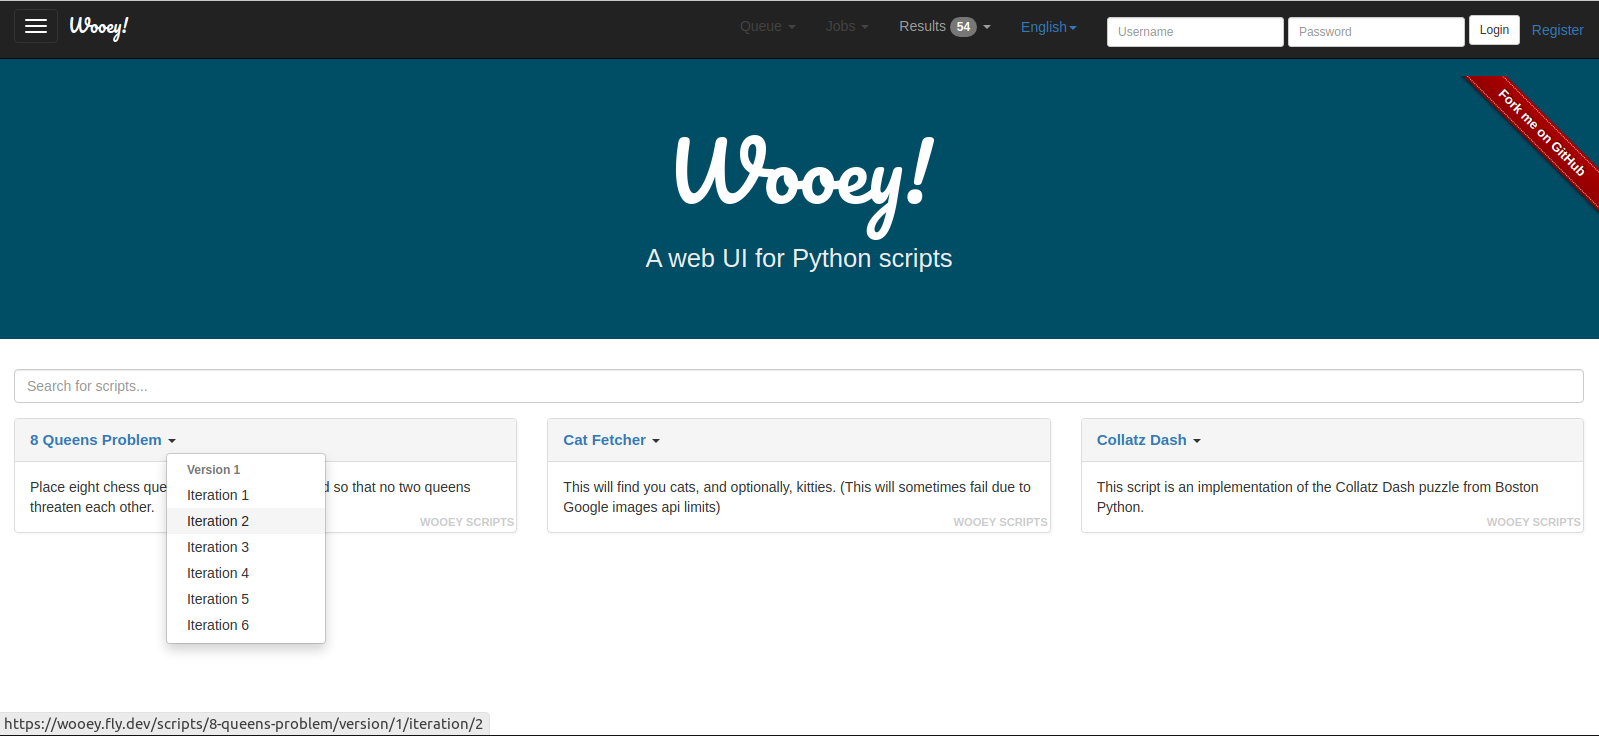 Wooey! Queue Jobs Results 54 English Username Password Login Register
Fork me on GitHub
Wooey!
A web UI for Python scripts
Search for scripts...
8 Queens Problem
Version 1
Iteration 1
Iteration 2
Iteration 3
Iteration 4
Iteration 5
Iteration 6
Place eight chess que d so that no two queens
threaten each other.
WOOEY SCRIPTS
Cat Fetcher
This will find you cats, and optionally, kitties. (This will sometimes fail due to
Google images api limits)
WOOEY SCRIPTS
Collatz Dash
This script is an implementation of the Collatz Dash puzzle from Boston
Python.
WOOEY SCRIPTS
https://wooey.fly.dev/scripts/8-queens-problem/version/1/iteration/2